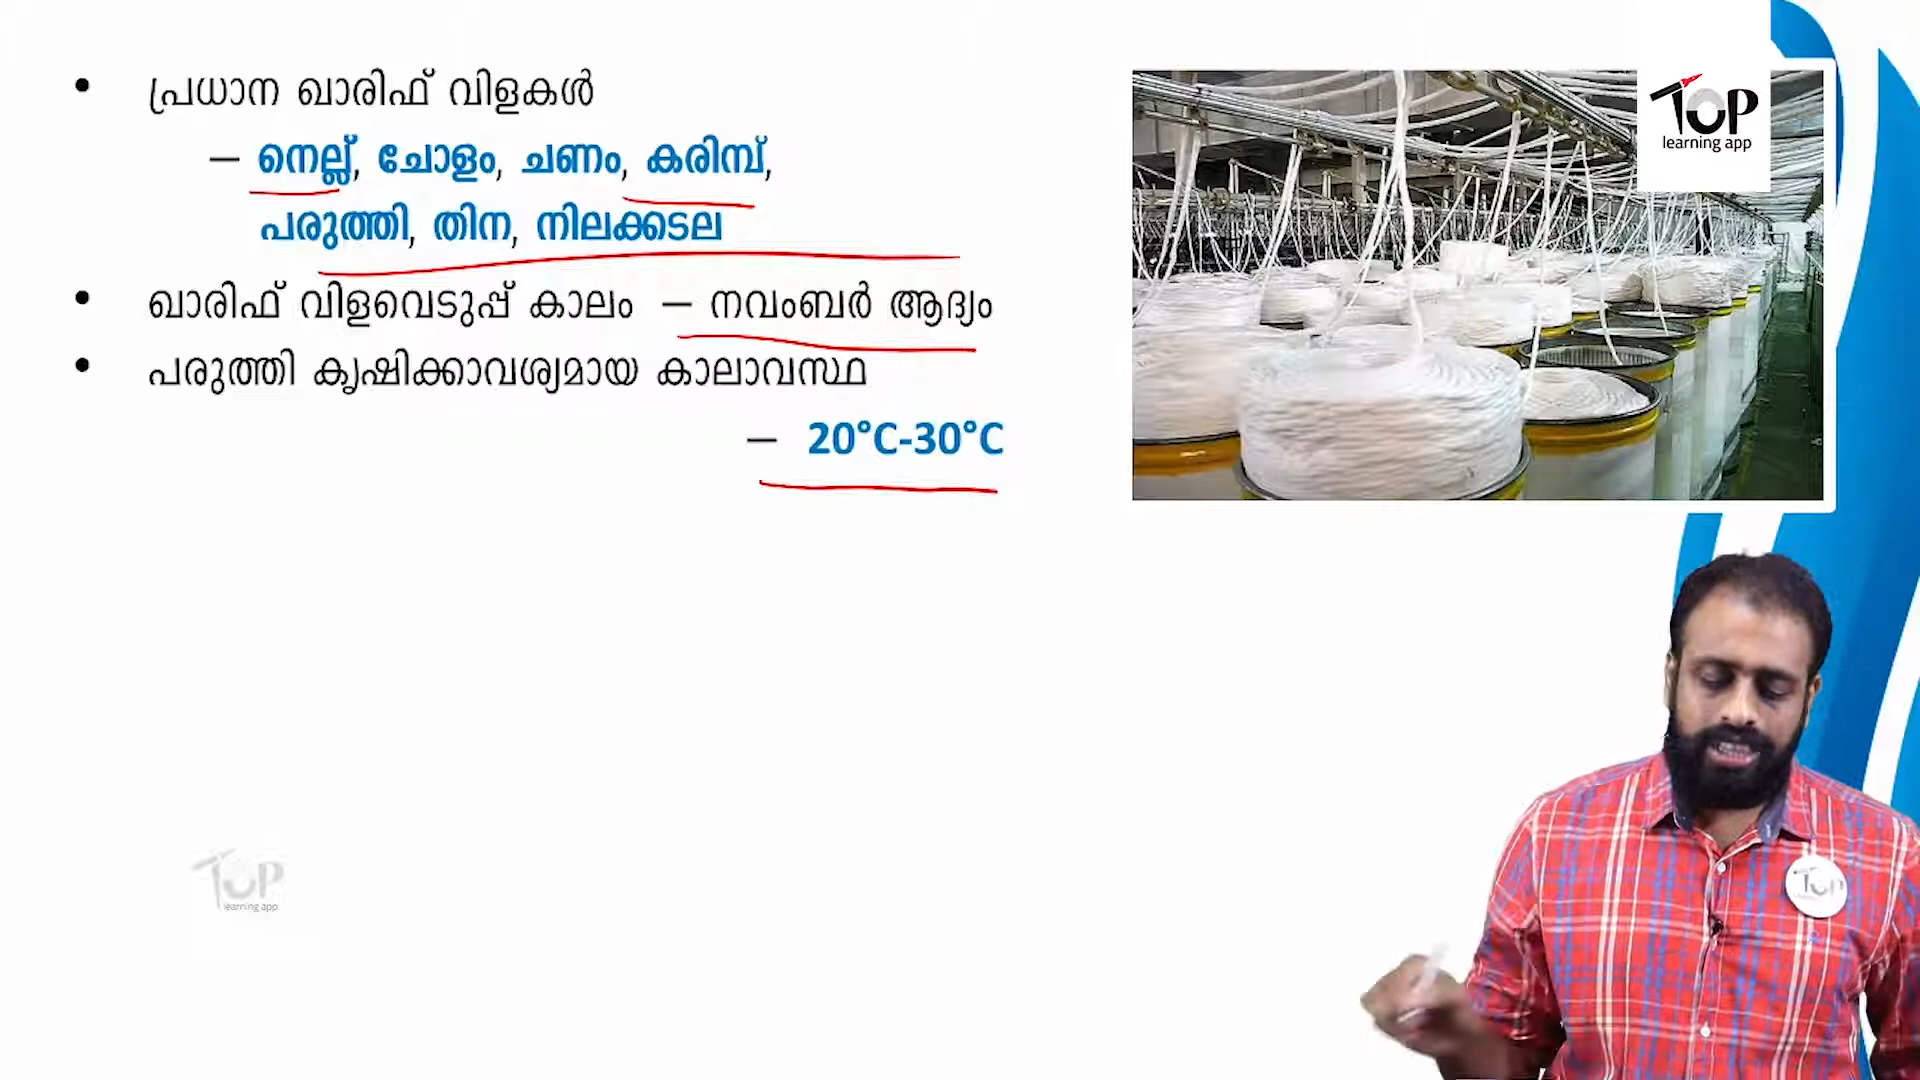 • പ്രധാന ഖാരിഫ് വിളകൾ
– നെല്ല്, ചോളം, ചണം, കരിമ്പ്,
പരുത്തി, തിന, നിലക്കടല
• ഖാരിഫ് വിളവെടുപ്പ് കാലം – നവംബർ ആദ്യം
• പരുത്തി കൃഷിക്കാവശ്യമായ കാലാവസ്ഥ
– 20°C-30°C
TOP
learning app
TOP
learning app
TOP